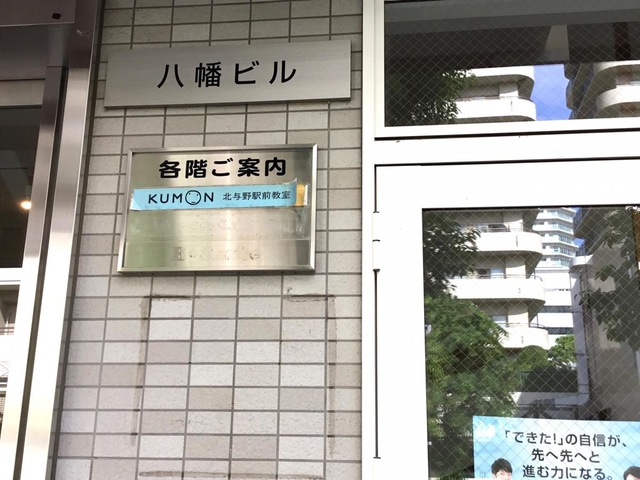 八幡ビル
各階ご案内
KUMON 北与野駅前教室
「できた!」の自信が、
先へ先へと
進む力になる。